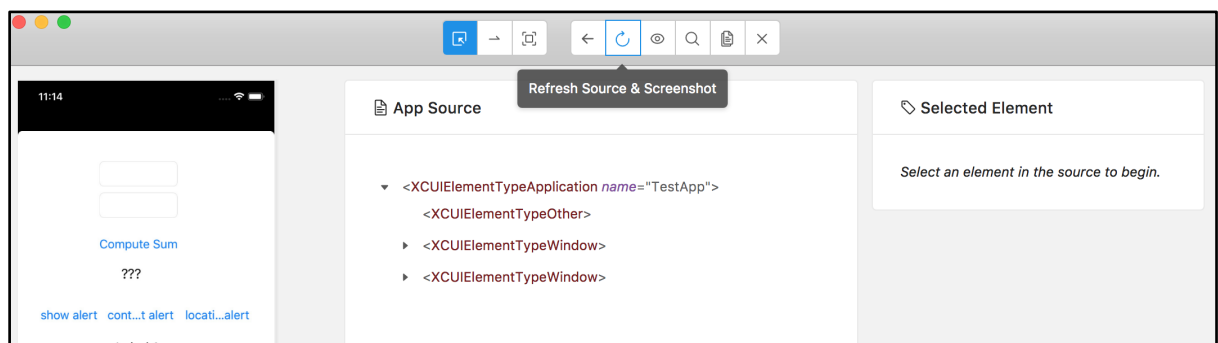 Refresh Source & Screenshot
11:14
App Source
Selected Element
<XCUIElementTypeApplication name="TestApp">
<XCUIElementTypeOther>
<XCUIElementTypeWindow>
<XCUIElementTypeWindow>
Select an element in the source to begin.
Compute Sum
???
show alert cont...t alert locati...alert